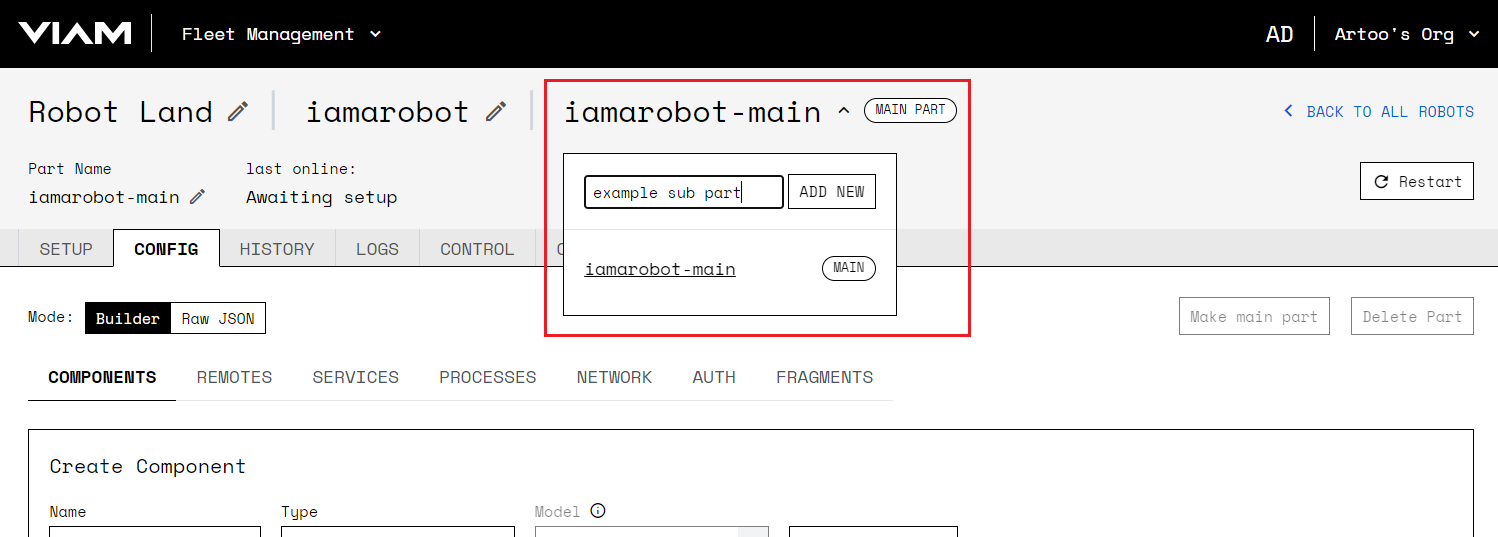 VIAM Fleet Management AD Artoo's Org
Robot Land iamarobot iamarobot-main MAIN PART BACK TO ALL ROBOTS
Part Name last online:
iamarobot-main Awaiting setup
example sub part ADD NEW
Restart
SETUP CONFIG HISTORY LOGS CONTROL
iamarobot-main MAIN
Mode: Builder Raw JSON
Make main part Delete Part
COMPONENTS REMOTES SERVICES PROCESSES NETWORK AUTH FRAGMENTS
Create Component
Name Type Model